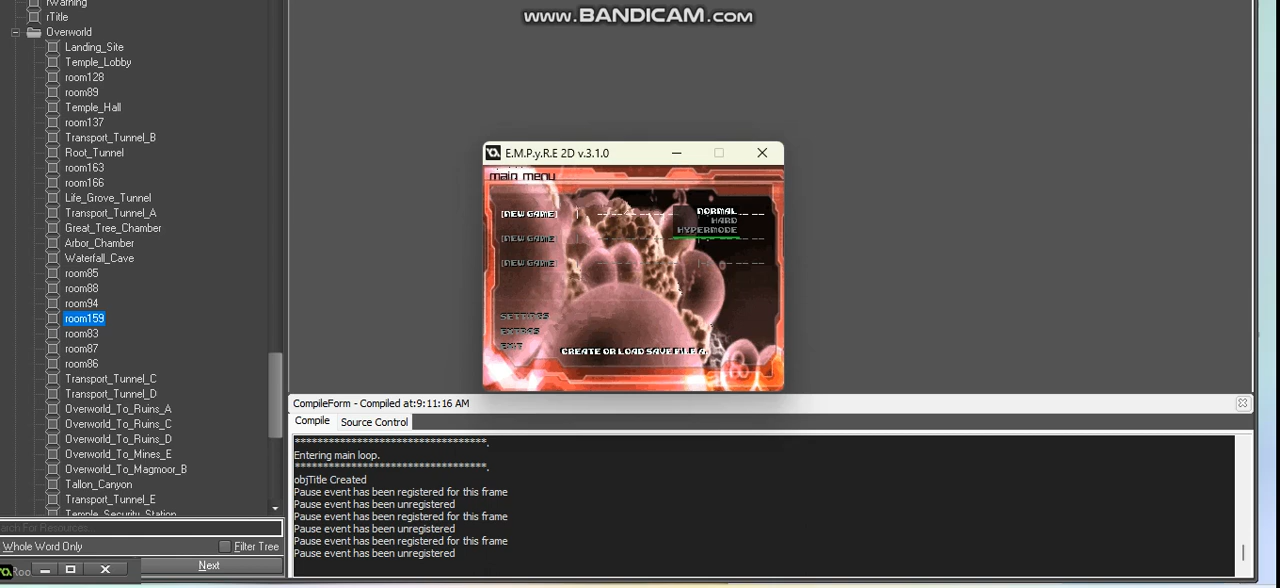 www.BANDICAM.com
rWarning
rTitle
Overworld
Landing_Site
Temple_Lobby
room128
room89
Temple_Hall
room137
Transport_Tunnel_B
Root_Tunnel
room163
room166
Life_Grove_Tunnel
Transport_Tunnel_A
Great_Tree_Chamber
Arbor_Chamber
Waterfall_Cave
room85
room88
room94
room159
room83
room87
room86
Transport_Tunnel_C
Transport_Tunnel_D
Overworld_To_Ruins_A
Overworld_To_Ruins_C
Overworld_To_Ruins_D
Overworld_To_Mines_E
Overworld_To_Magmoor_B
Tallon_Canyon
Transport_Tunnel_E
Temple_Security_Station
Search For Resources
Whole Word Only
Filter Tree
Next
Roo
E.M.P.y.R.E 2D v.3.1.0
MAIN MENU
[NEW GAME]
NORMAL
HARD
HYPERMODE
[NEW GAME]
[NEW GAME]
SETTINGS
EXTRAS
EXIT
CREATE OR LOAD SAVE FILE A.
CompileForm - Compiled at:9:11:16 AM
Compile
Source Control
***********************************.
Entering main loop.
***********************************.
objTitle Created
Pause event has been registered for this frame
Pause event has been unregistered
Pause event has been registered for this frame
Pause event has been unregistered
Pause event has been registered for this frame
Pause event has been unregistered